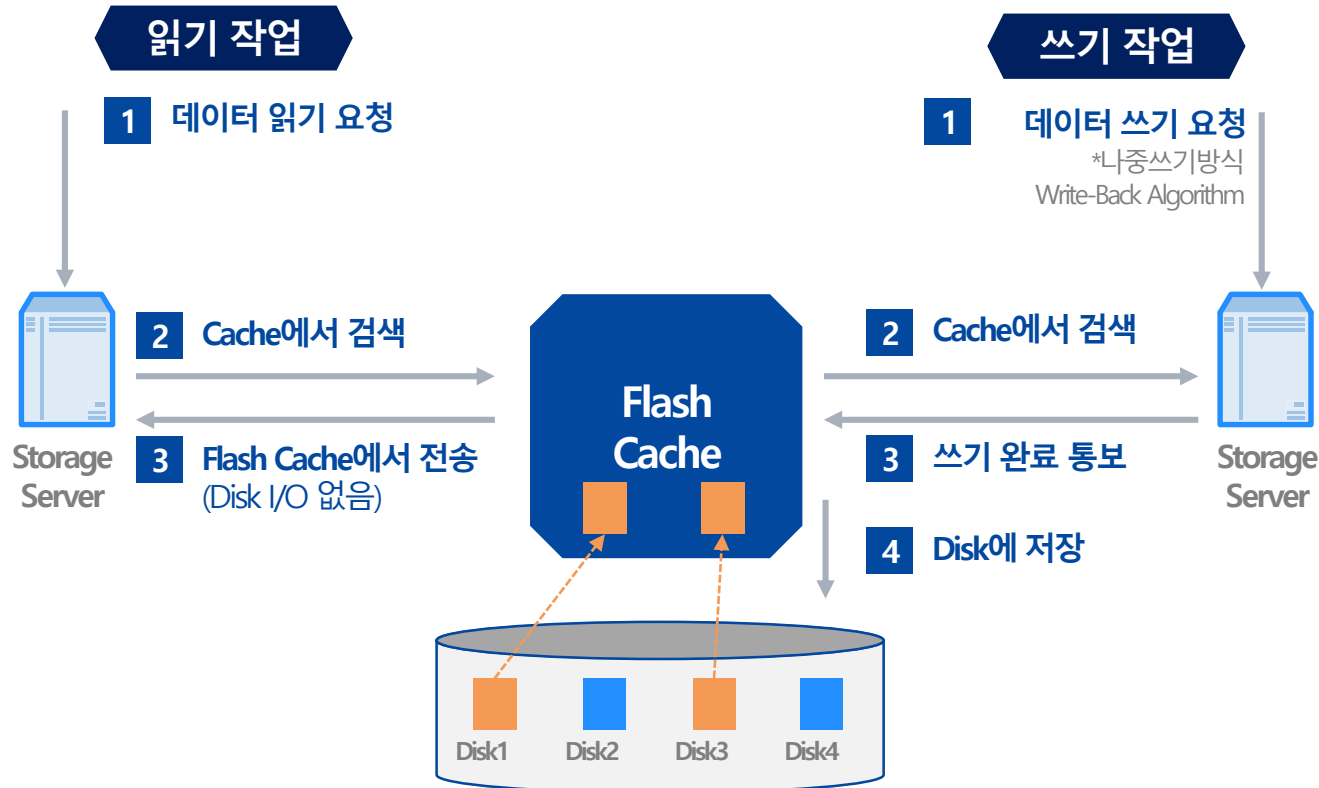 읽기 작업
1 데이터 읽기 요청
2 Cache에서 검색
3 Flash Cache에서 전송
(Disk I/O 없음)
Storage
Server
Flash
Cache
쓰기 작업
1 데이터 쓰기 요청
*나중쓰기방식
Write-Back Algorithm
2 Cache에서 검색
3 쓰기 완료 통보
4 Disk에 저장
Storage
Server
Disk1 Disk2 Disk3 Disk4